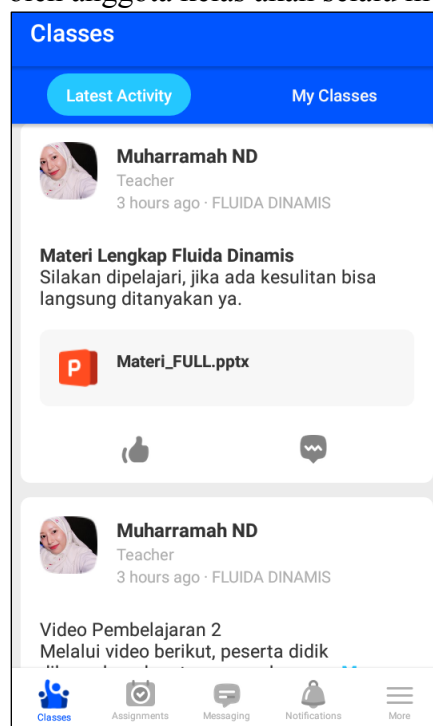 Classes
Latest Activity
My Classes
Muharramah ND
Teacher
3 hours ago · FLUIDA DINAMIS
Materi Lengkap Fluida Dinamis
Silakan dipelajari, jika ada kesulitan bisa
langsung ditanyakan ya.
P
Materi_FULL.pptx
Muharramah ND
Teacher
3 hours ago · FLUIDA DINAMIS
Video Pembelajaran 2
Melalui video berikut, peserta didik
Classes
Assignments
Messaging
Notifications
More